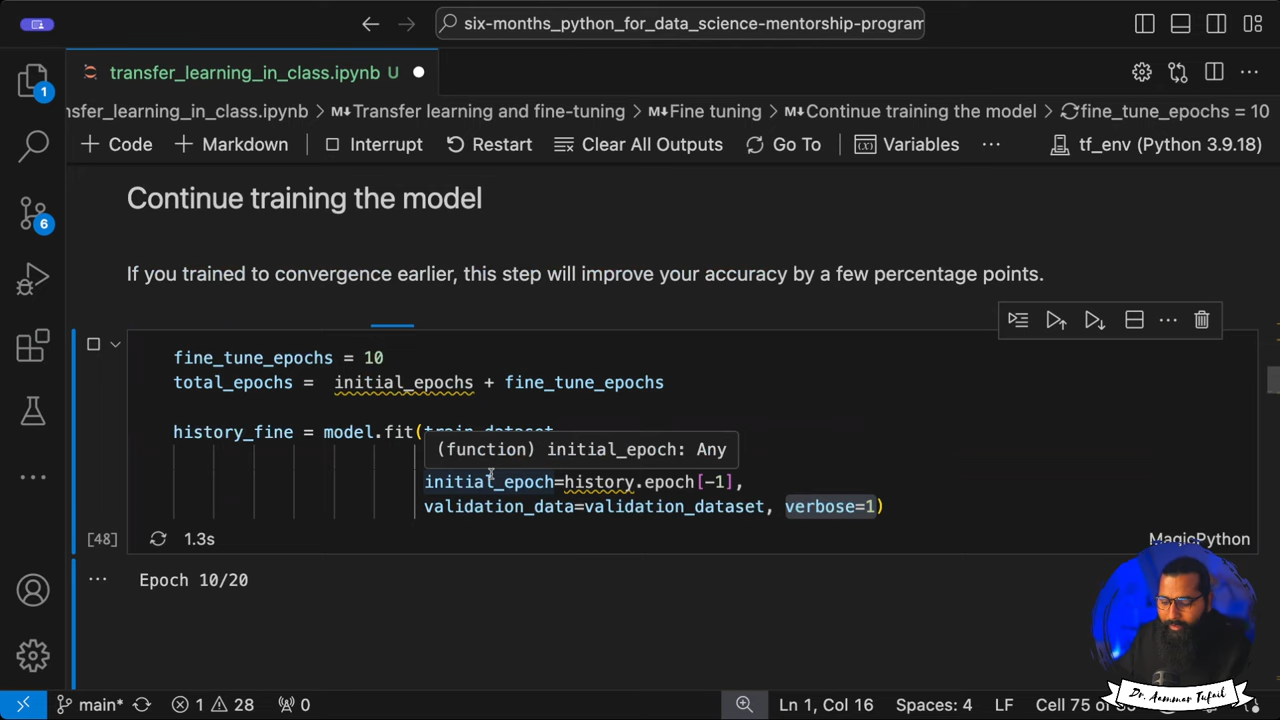 six-months_python_for_data_science-mentorship-program
transfer_learning_in_class.ipynb U
nsfer_learning_in_class.ipynb > M↓Transfer learning and fine-tuning > M↓Fine tuning > M↓Continue training the model > fine_tune_epochs = 10
+ Code + Markdown Interrupt Restart Clear All Outputs Go To (x) Variables ... tf_env (Python 3.9.18)
1
6
Continue training the model
If you trained to convergence earlier, this step will improve your accuracy by a few percentage points.
fine_tune_epochs = 10
total_epochs =  initial_epochs + fine_tune_epochs
history_fine = model.fit(train_dataset,
(function) initial_epoch: Any
initial_epoch=history.epoch[-1],
validation_data=validation_dataset, verbose=1)
[48] 1.3s MagicPython
... Epoch 10/20
Dr. Aammar Tufail
main* 1 28 0 Ln 1, Col 16 Spaces: 4 LF Cell 75 of